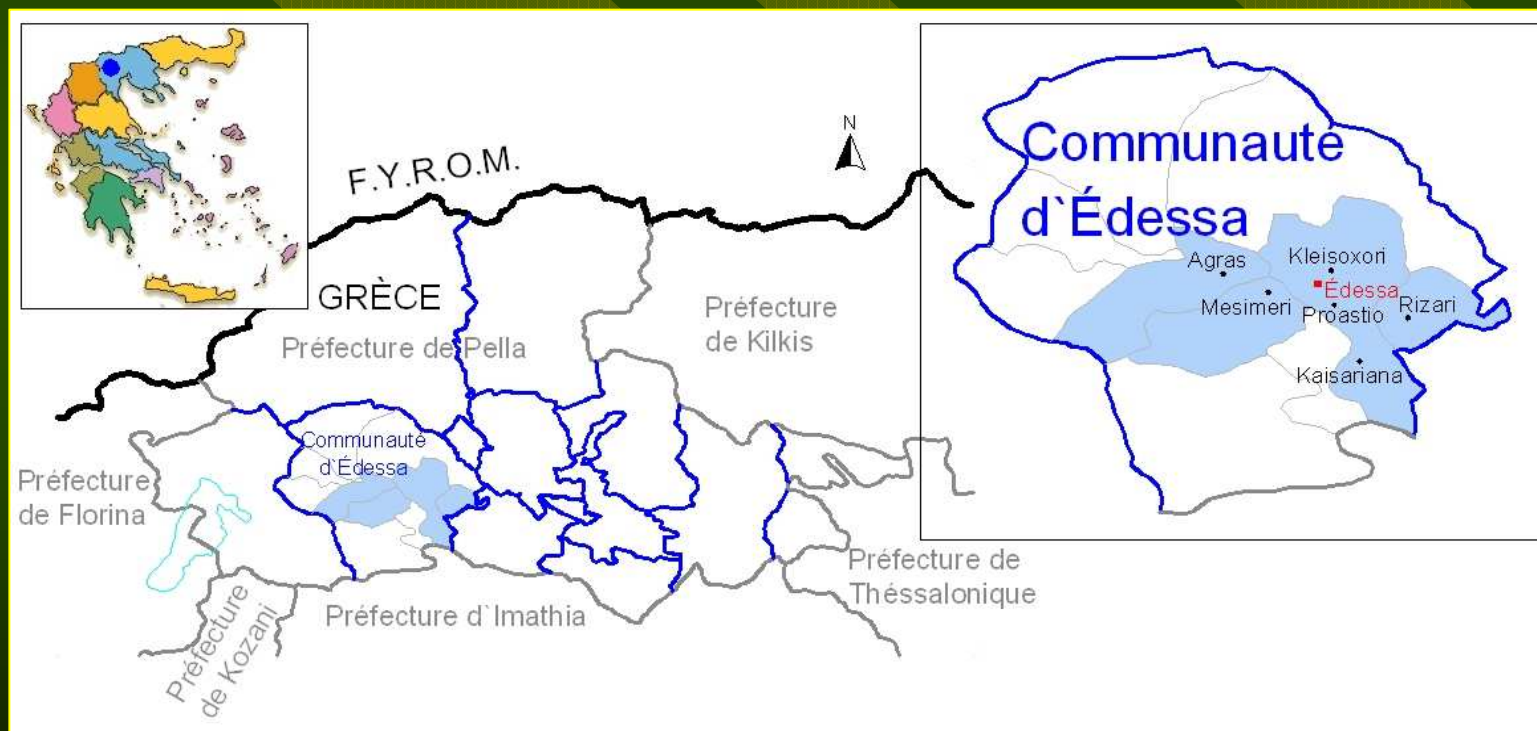 F.Y.R.O.M.
N
GRÈCE
Préfecture de Pella
Préfecture
de Kilkis
Communauté
d`Édessa
Préfecture
de Florina
Préfecture
de Kozani
Préfecture d`Imathia
Préfecture de
Théssalonique
Communauté
d`Édessa
Agras
Kleisoxori
Édessa
Mesimeri
Proastio
Rizari
Kaisariana